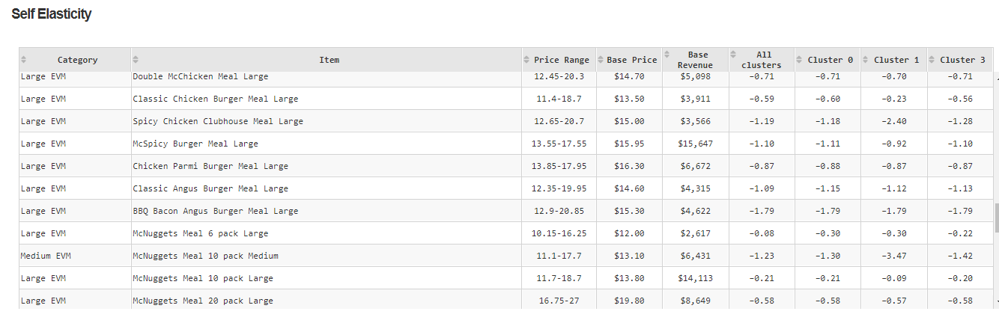 Self Elasticity
Category Item Price Range Base Price Base Revenue All clusters Cluster 0 Cluster 1 Cluster 3
Large EVM Double McChicken Meal Large 12.45-20.3 $14.70 $5,098 -0.71 -0.71 -0.70 -0.71
Large EVM Classic Chicken Burger Meal Large 11.4-18.7 $13.50 $3,911 -0.59 -0.60 -0.23 -0.56
Large EVM Spicy Chicken Clubhouse Meal Large 12.65-20.7 $15.00 $3,566 -1.19 -1.18 -2.40 -1.28
Large EVM McSpicy Burger Meal Large 13.55-17.55 $15.95 $15,647 -1.10 -1.11 -0.92 -1.10
Large EVM Chicken Parmi Burger Meal Large 13.85-17.95 $16.30 $6,672 -0.87 -0.88 -0.87 -0.87
Large EVM Classic Angus Burger Meal Large 12.35-19.95 $14.60 $4,315 -1.09 -1.15 -1.12 -1.13
Large EVM BBQ Bacon Angus Burger Meal Large 12.9-20.85 $15.30 $4,622 -1.79 -1.79 -1.79 -1.79
Large EVM McNuggets Meal 6 pack Large 10.15-16.25 $12.00 $2,617 -0.08 -0.30 -0.30 -0.22
Medium EVM McNuggets Meal 10 pack Medium 11.1-17.7 $13.10 $6,431 -1.23 -1.30 -3.47 -1.42
Large EVM McNuggets Meal 10 pack Large 11.7-18.7 $13.80 $14,113 -0.21 -0.21 -0.09 -0.20
Large EVM McNuggets Meal 20 pack Large 16.75-27 $19.80 $8,649 -0.58 -0.58 -0.57 -0.58